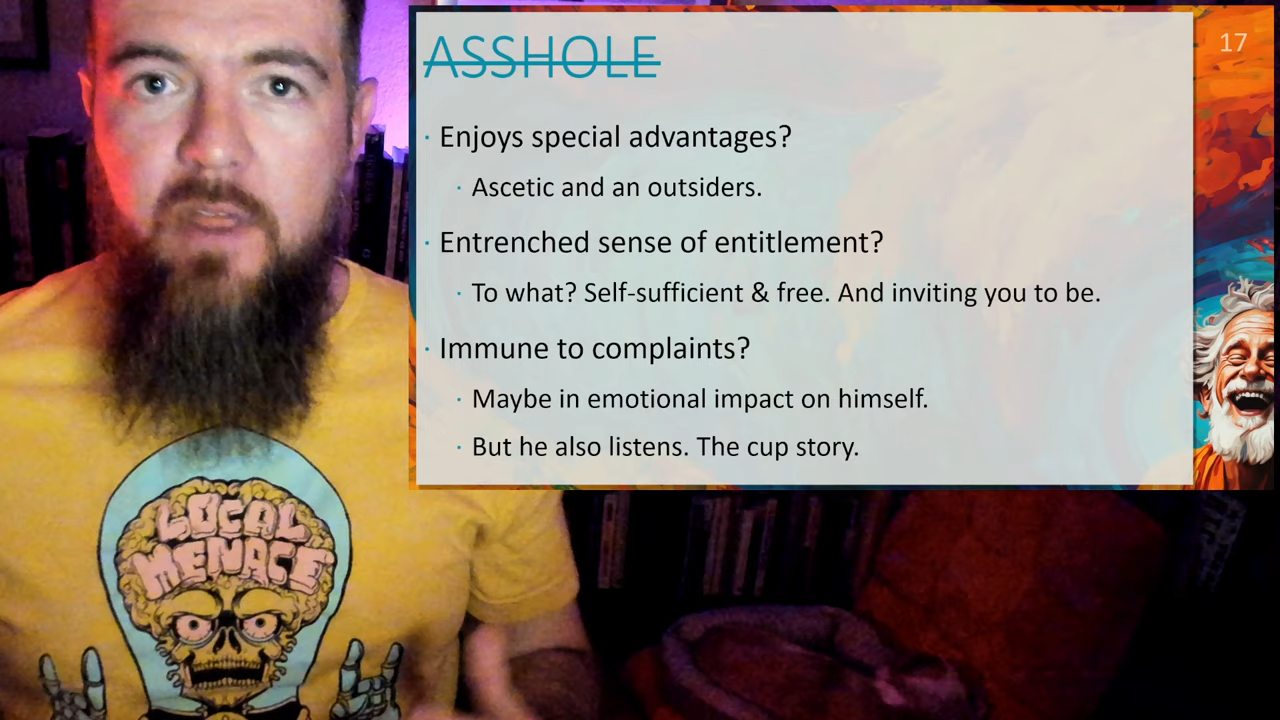 ASSHOLE
17
· Enjoys special advantages?
· Ascetic and an outsiders.
· Entrenched sense of entitlement?
· To what? Self-sufficient & free. And inviting you to be.
· Immune to complaints?
· Maybe in emotional impact on himself.
· But he also listens. The cup story.
LOCAL
MENACE